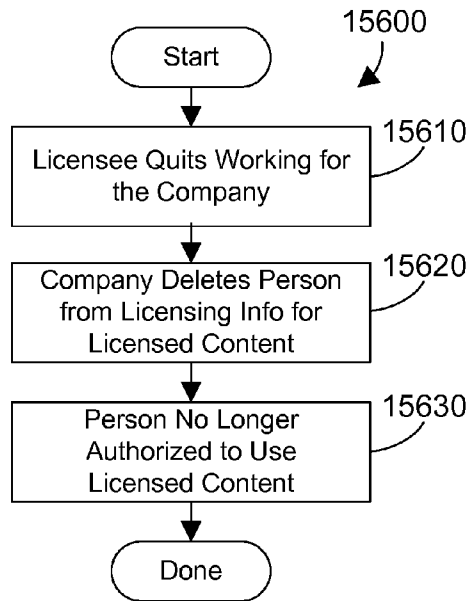 15600
Start
15610
Licensee Quits Working for
the Company
15620
Company Deletes Person
from Licensing Info for
Licensed Content
15630
Person No Longer
Authorized to Use
Licensed Content
Done